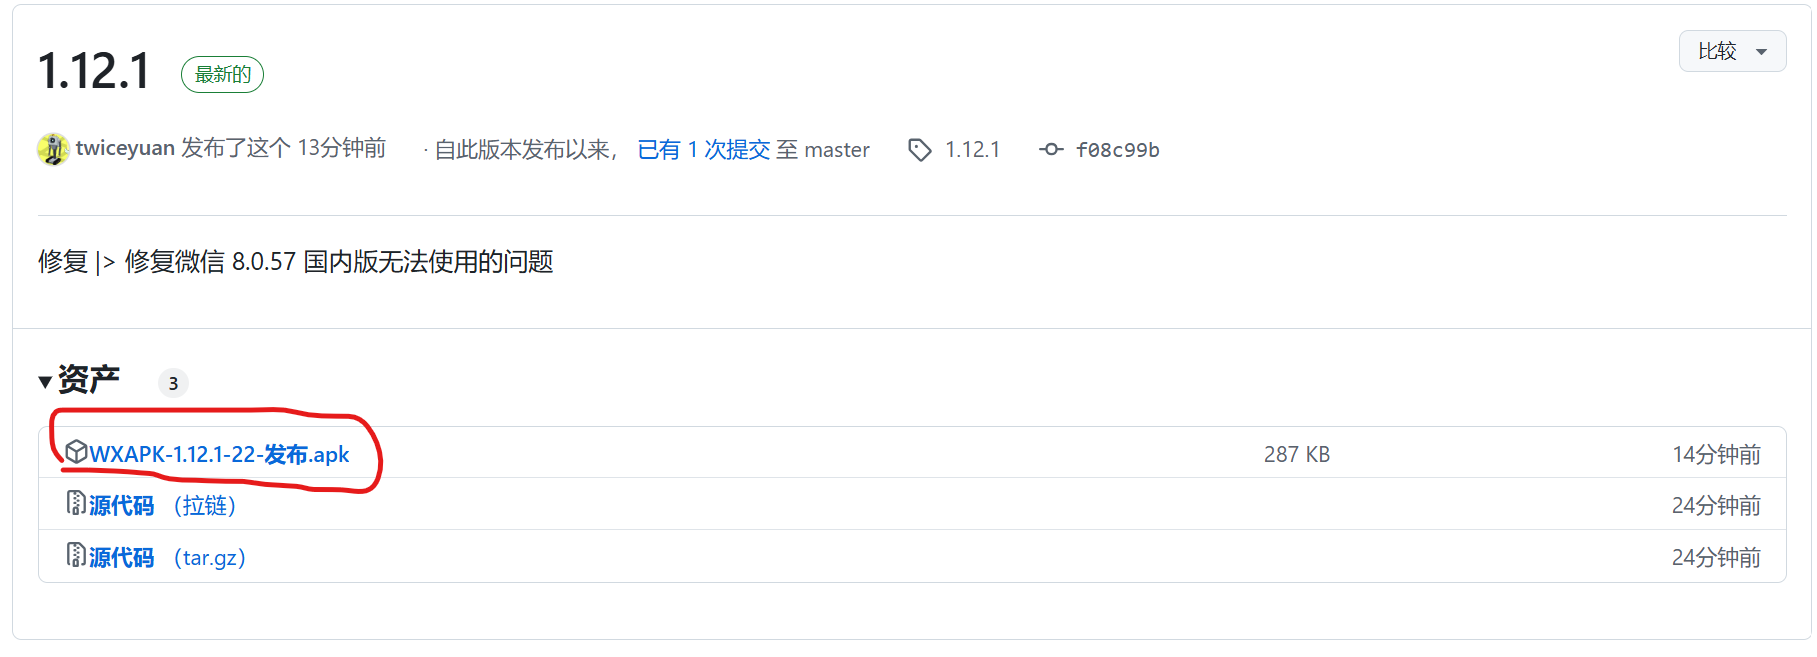 1.12.1 最新的 比较
twiceyuan 发布了这个 13分钟前 · 自此版本发布以来， 已有 1 次提交 至 master 1.12.1 f08c99b
修复 |> 修复微信 8.0.57 国内版无法使用的问题
资产 3
WXAPK-1.12.1-22-发布.apk 287 KB 14分钟前
源代码 （拉链） 24分钟前
源代码 （tar.gz） 24分钟前